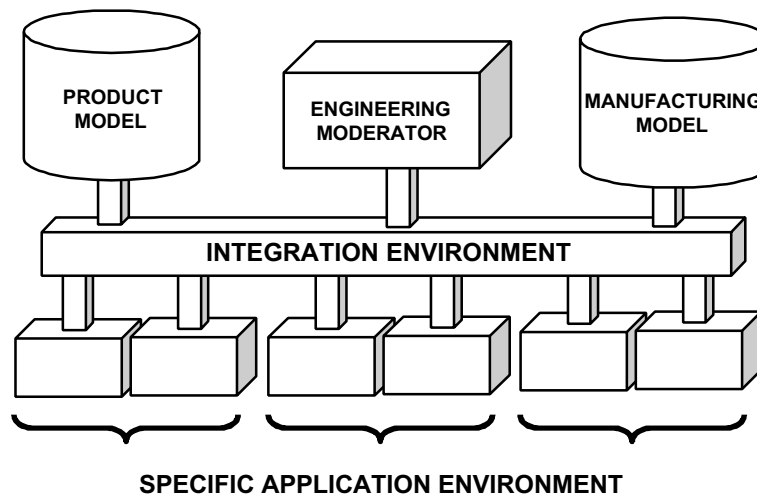 PRODUCT
MODEL
ENGINEERING
MODERATOR
MANUFACTURING
MODEL
INTEGRATION ENVIRONMENT
SPECIFIC APPLICATION ENVIRONMENT